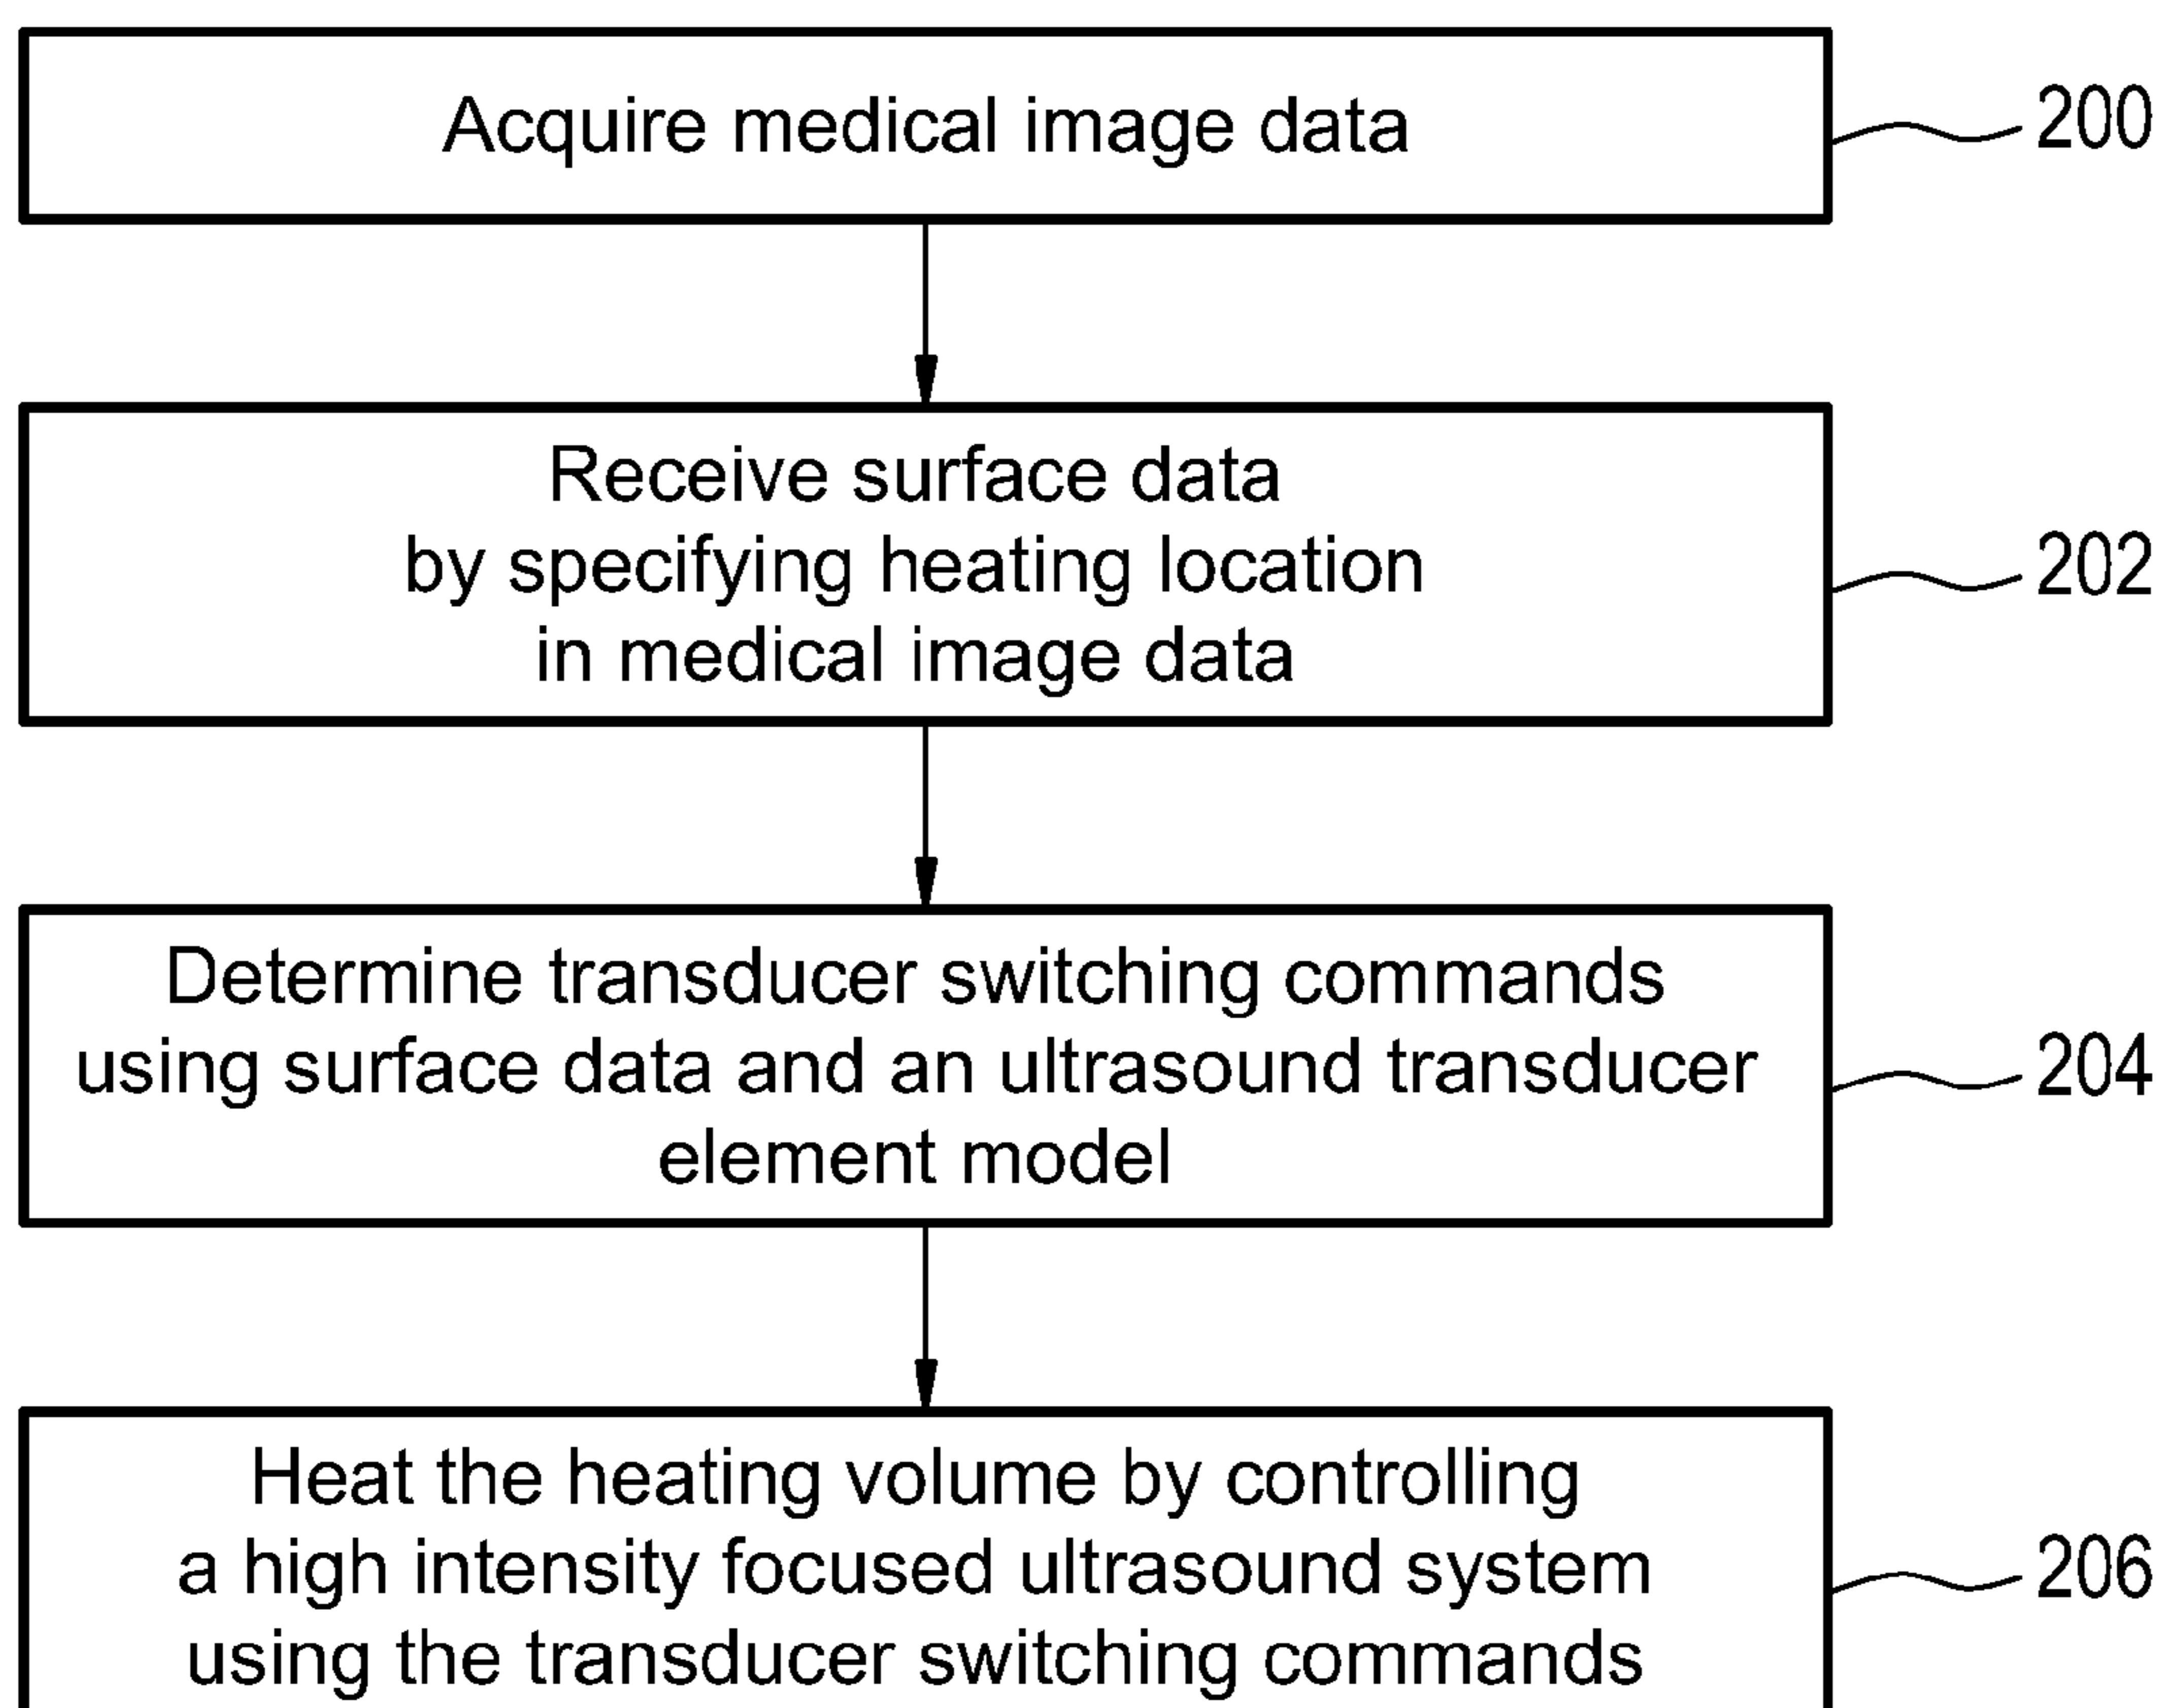 Acquire medical image data
200
Receive surface data
by specifying heating location
in medical image data
202
Determine transducer switching commands
using surface data and an ultrasound transducer
element model
204
Heat the heating volume by controlling
a high intensity focused ultrasound system
using the transducer switching commands
206